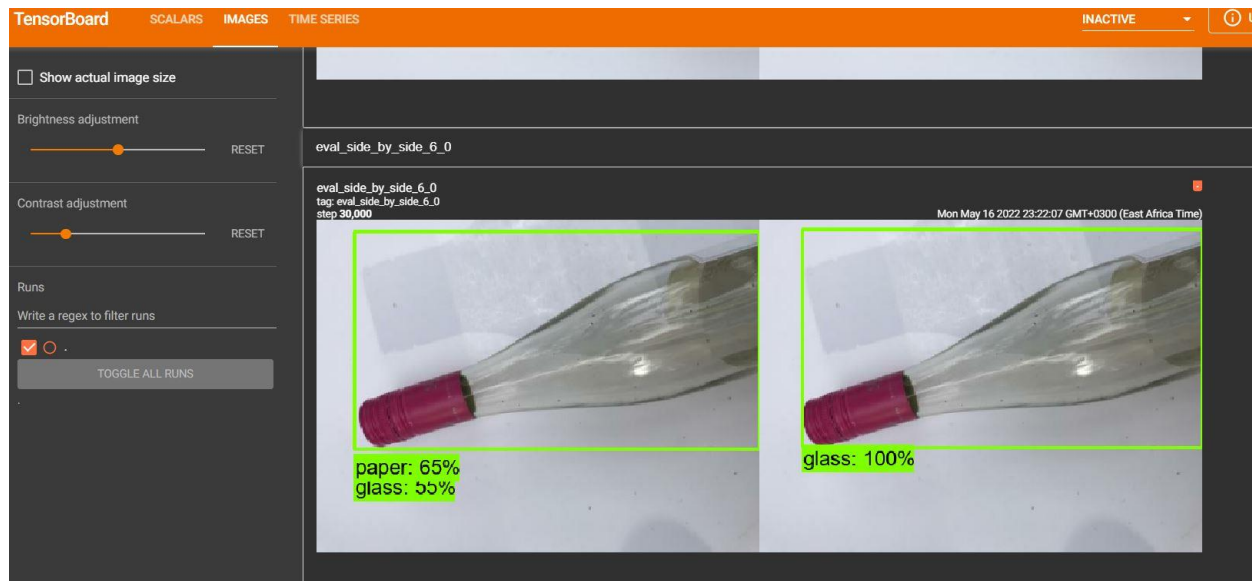 TensorBoard SCALARS IMAGES TIME SERIES INACTIVE
Show actual image size
Brightness adjustment
RESET
Contrast adjustment
RESET
Runs
Write a regex to filter runs
.
TOGGLE ALL RUNS
.
eval_side_by_side_6_0
eval_side_by_side_6_0
tag: eval_side_by_side_6_0
step 30,000 Mon May 16 2022 23:22:07 GMT+0300 (East Africa Time)
paper: 65%
glass: 55%
glass: 100%